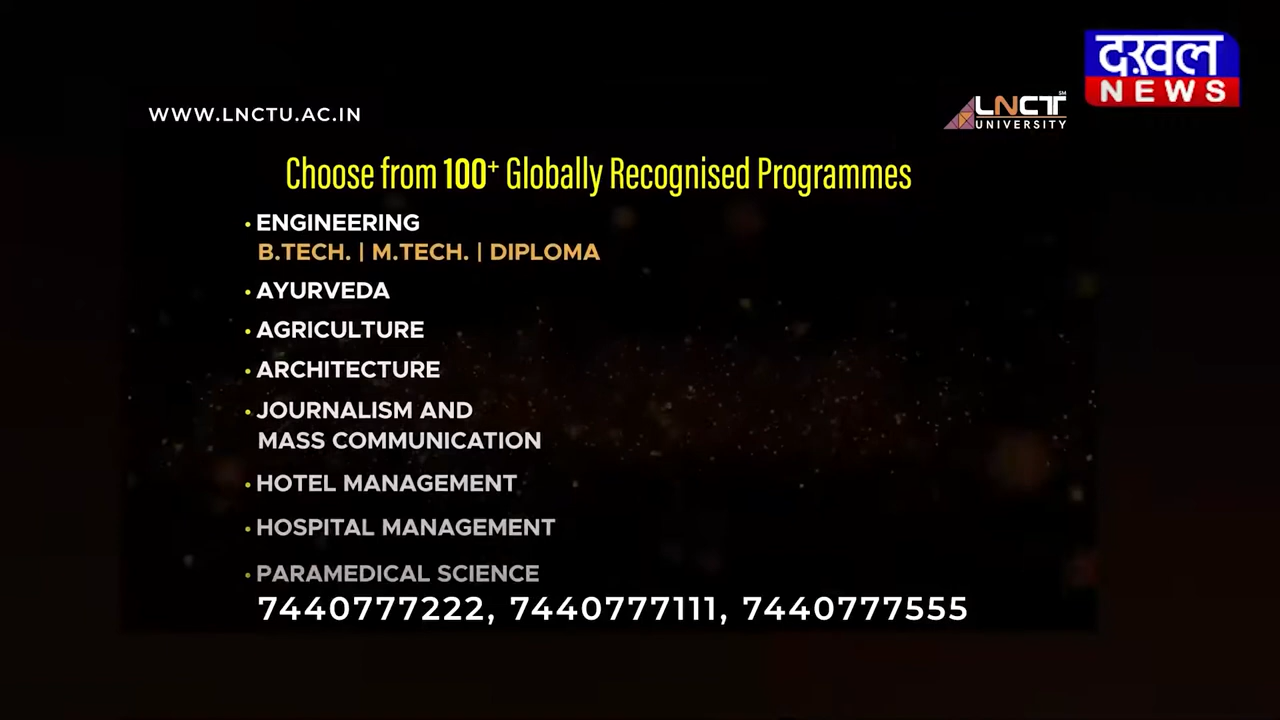 दख़ल
NEWS
WWW.LNCTU.AC.IN
LNCT SM
UNIVERSITY
Choose from 100+ Globally Recognised Programmes
• ENGINEERING
B.TECH. | M.TECH. | DIPLOMA
• AYURVEDA
• AGRICULTURE
• ARCHITECTURE
• JOURNALISM AND
MASS COMMUNICATION
• HOTEL MANAGEMENT
• HOSPITAL MANAGEMENT
• PARAMEDICAL SCIENCE
7440777222, 7440777111, 7440777555